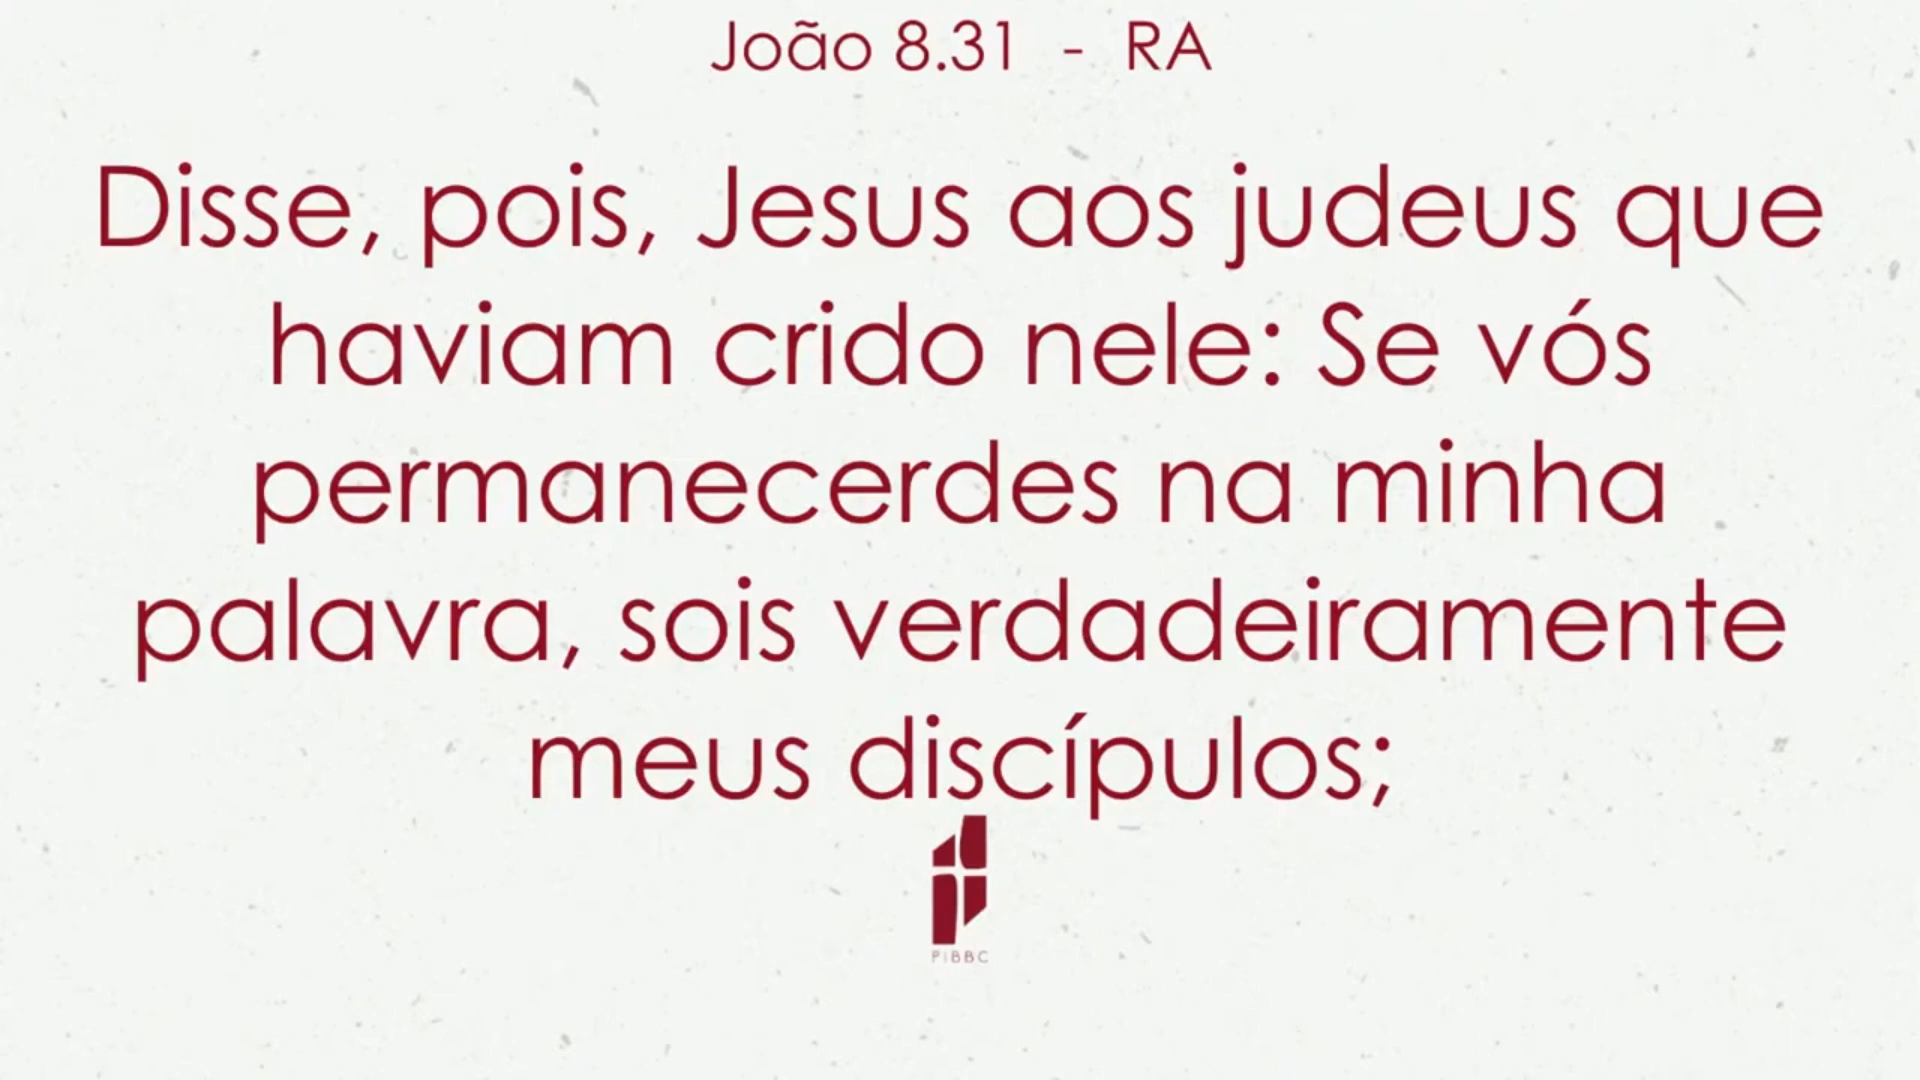 João 8.31 - RA
Disse, pois, Jesus aos judeus que
haviam crido nele: Se vós
permanecerdes na minha
palavra, sois verdadeiramente
meus discípulos;
PIBBC